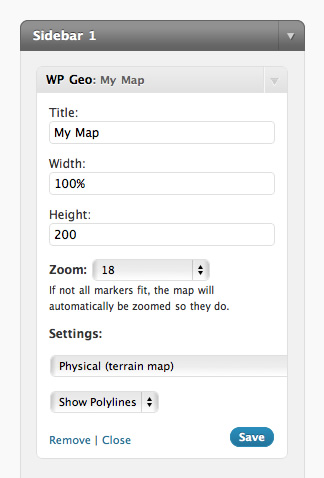 Sidebar 1
WP Geo: My Map
Title:
My Map
Width:
100%
Height:
200
Zoom: 18
If not all markers fit, the map will
automatically be zoomed so they do.
Settings:
Physical (terrain map)
Show Polylines
Remove | Close Save